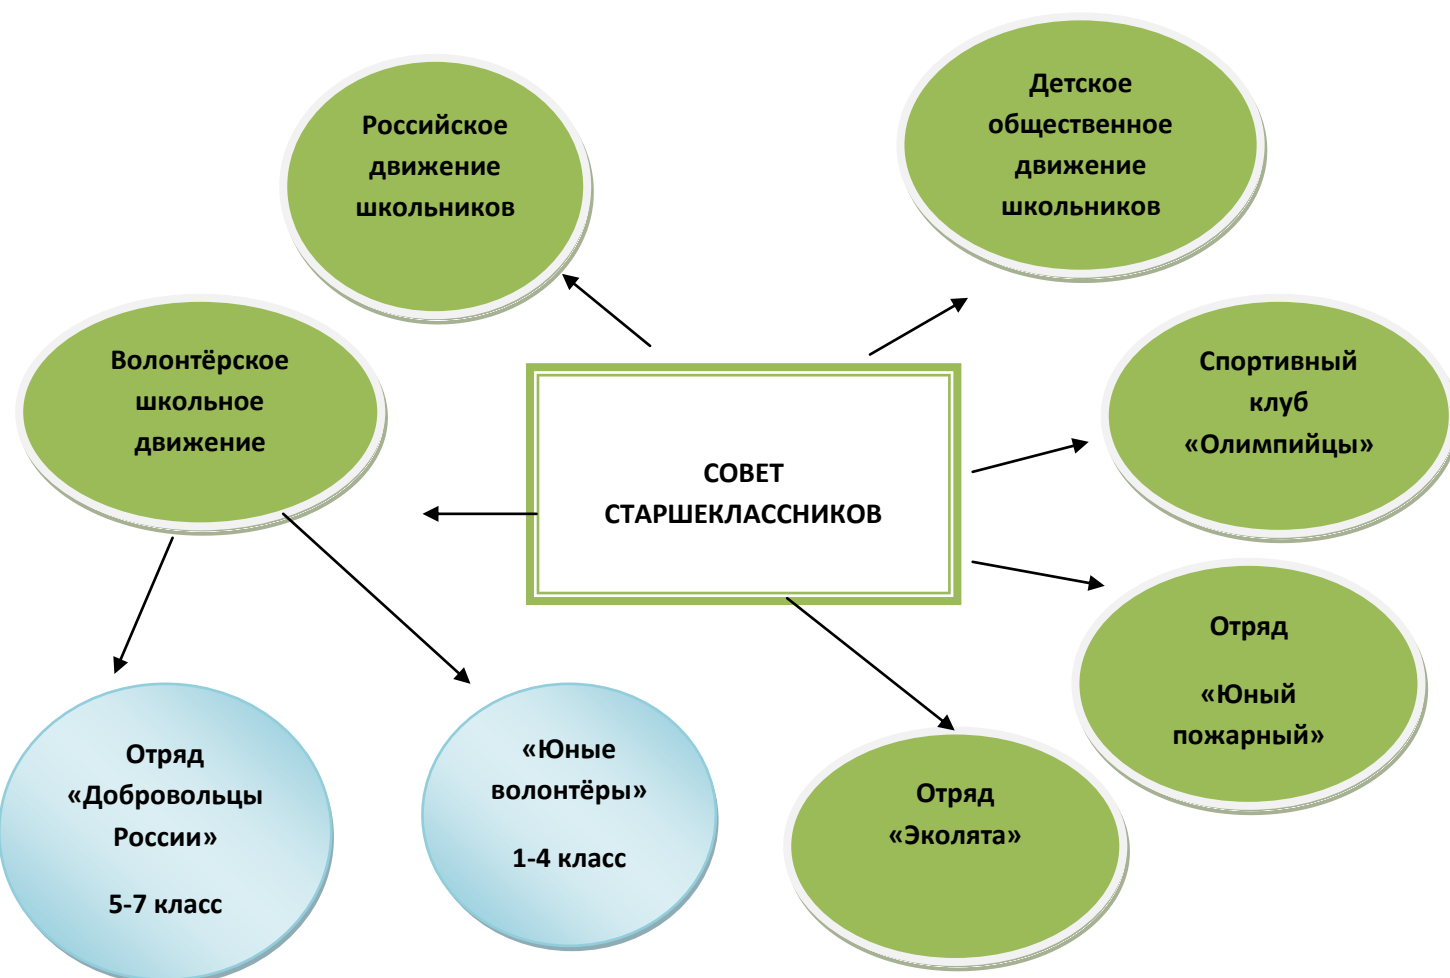 Российское
движение
школьников
Детское
общественное
движение
школьников
Волонтёрское
школьное
движение
Спортивный
клуб
«Олимпийцы»
СОВЕТ
СТАРШЕКЛАССНИКОВ
Отряд
«Юный
пожарный»
Отряд
«Добровольцы
России»
5-7 класс
«Юные
волонтёры»
1-4 класс
Отряд
«Эколята»